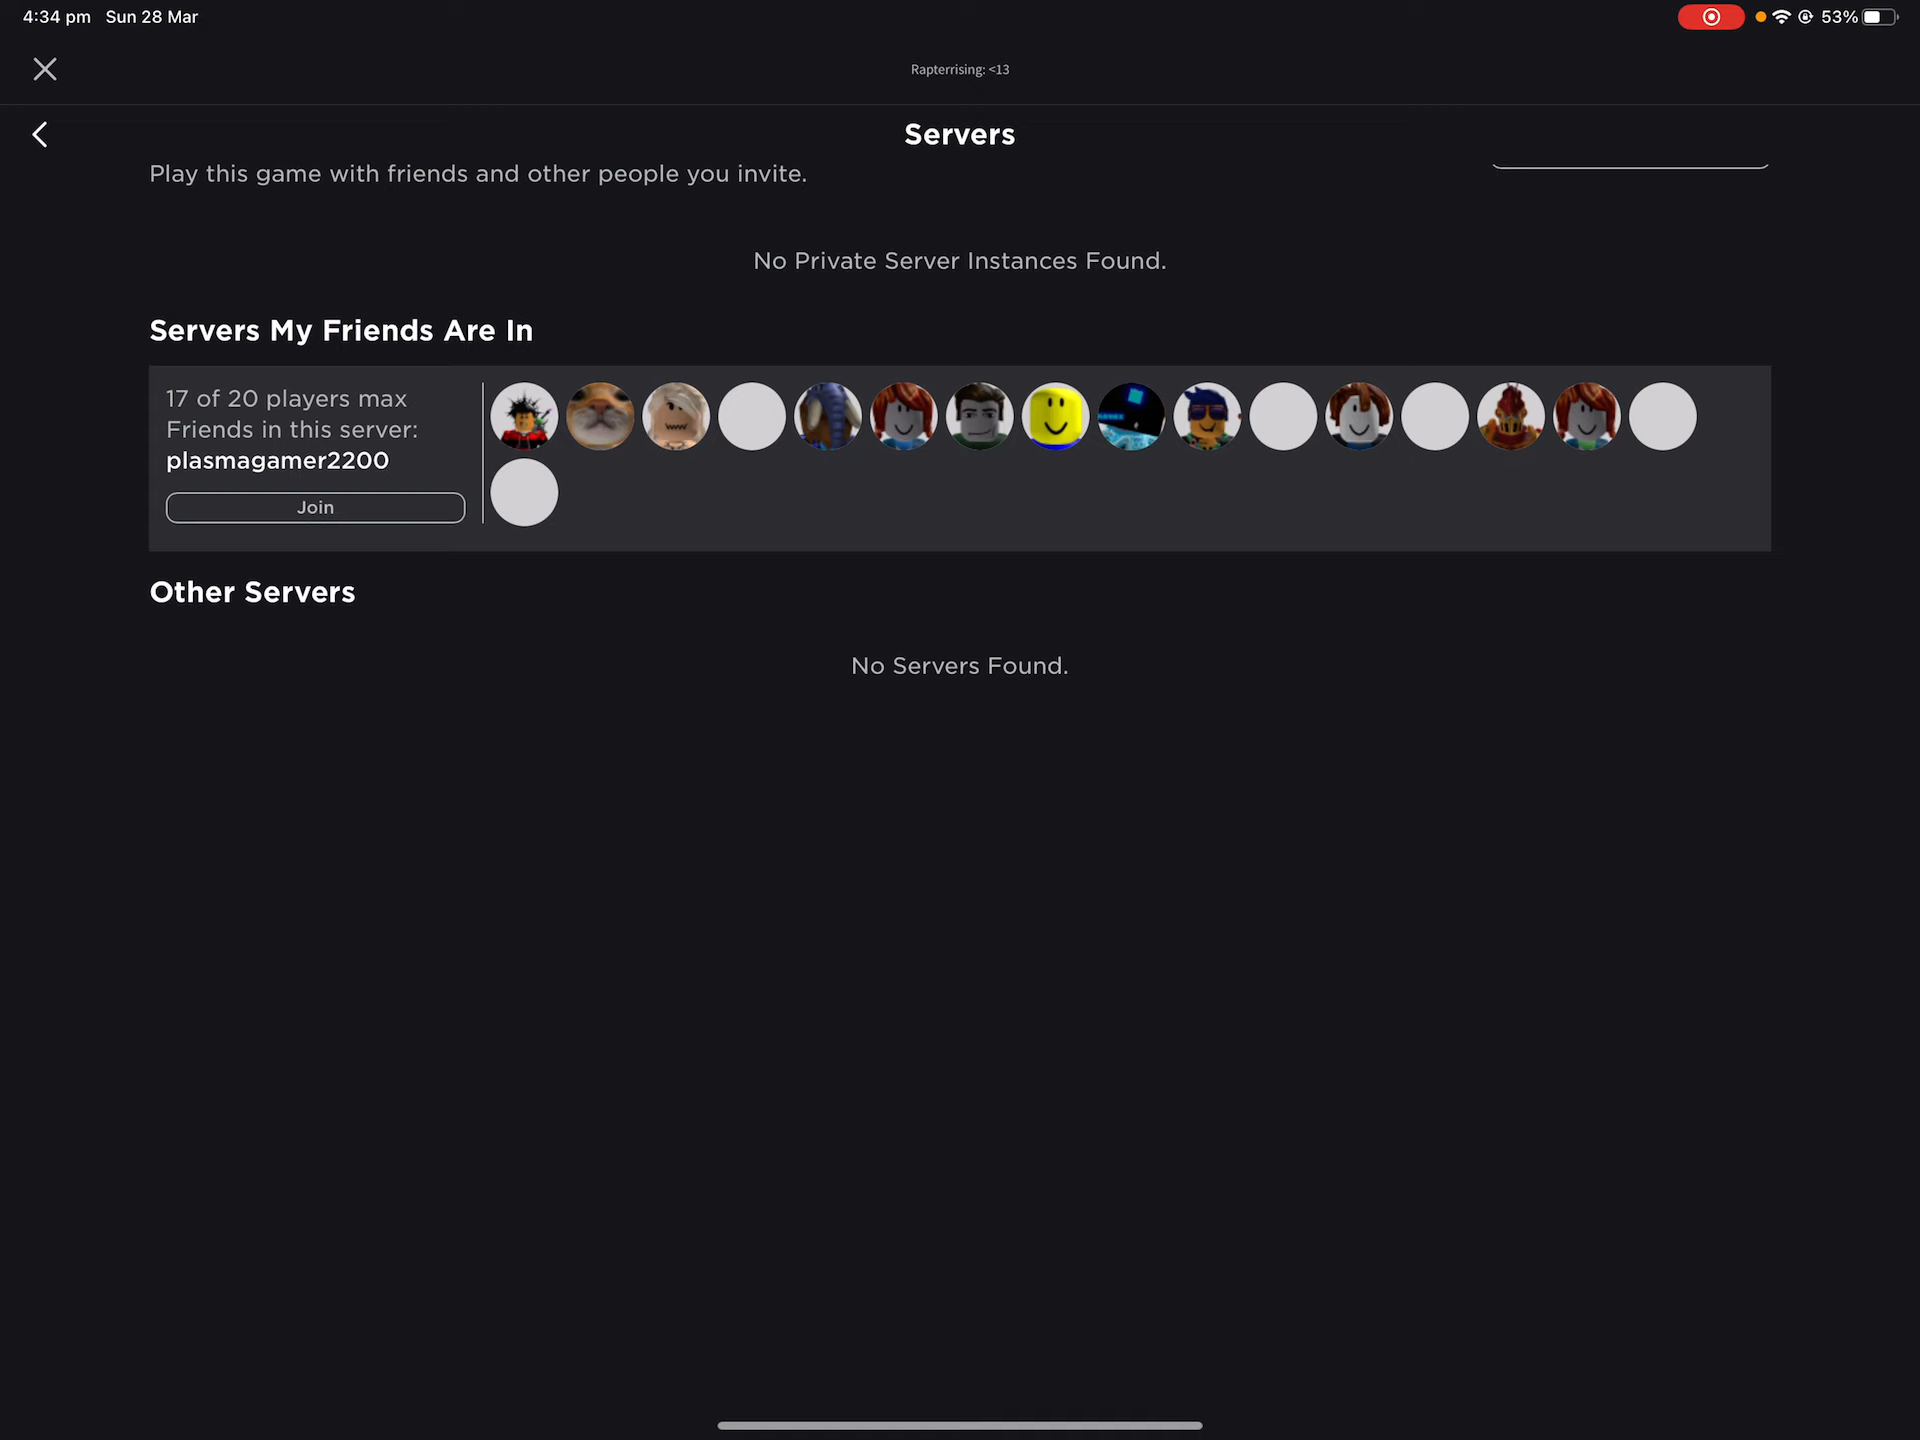 4:34 pm Sun 28 Mar
53%
Rapterrising: <13
Servers
Play this game with friends and other people you invite.
No Private Server Instances Found.
Servers My Friends Are In
17 of 20 players max
Friends in this server:
plasmagamer2200
Join
Other Servers
No Servers Found.